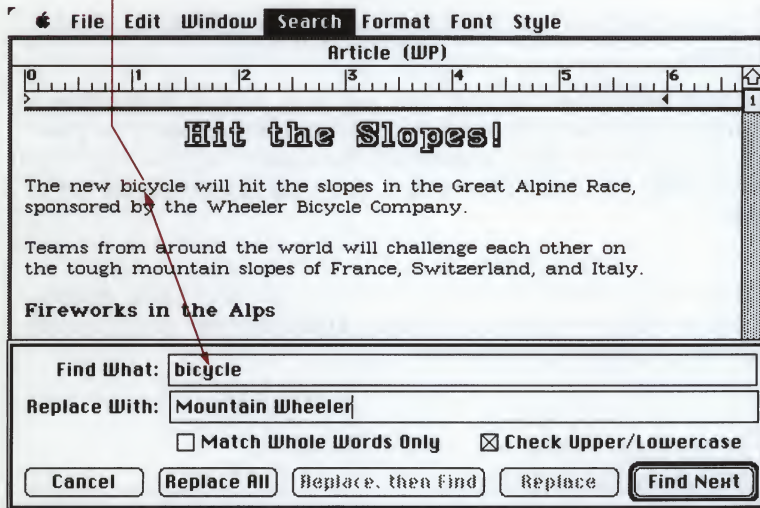 File Edit Window Search Format Font Style
Article (WP)
0 1 2 3 4 5 6
1
Hit the Slopes!
The new bicycle will hit the slopes in the Great Alpine Race,
sponsored by the Wheeler Bicycle Company.
Teams from around the world will challenge each other on
the tough mountain slopes of France, Switzerland, and Italy.
Fireworks in the Alps
Find What: bicycle
Replace With: Mountain Wheeler
Match Whole Words Only Check Upper/Lowercase
Cancel Replace All Replace, then Find Replace Find Next